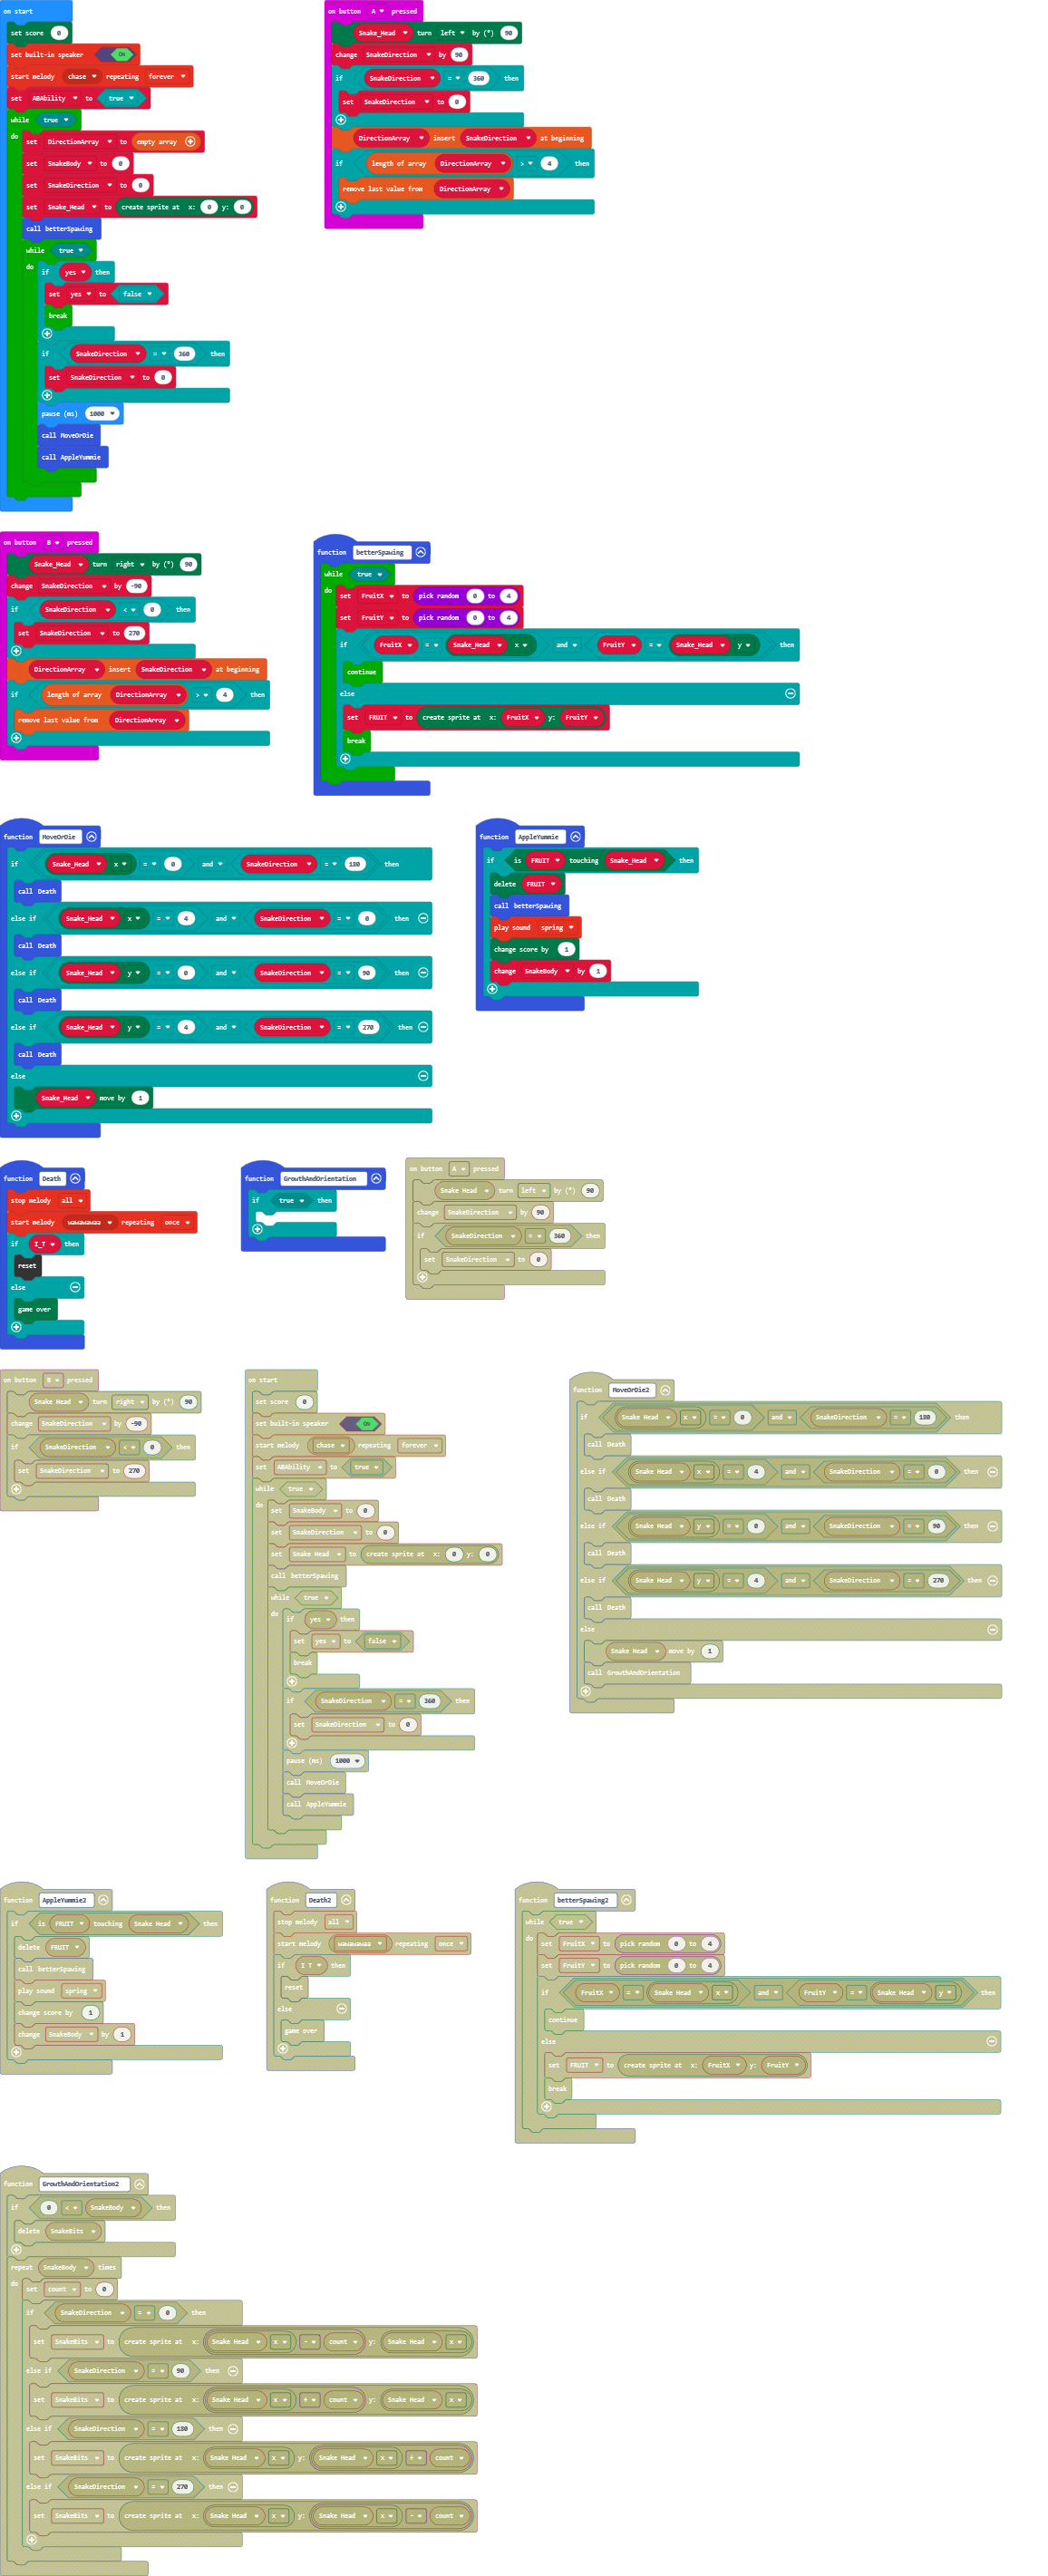 on start
set score 0
set built-in speaker On
start melody chase repeating forever
set ABAbility to true
while true
do
set DirectionArray to empty array
set SnakeBody to 0
set SnakeDirection to 0
set Snake_Head to create sprite at x: 0 y: 0
call betterSpawing
while true
do
if yes then
set yes to false
break
if SnakeDirection = 360 then
set SnakeDirection to 0
pause (ms) 1000
call MoveOrDie
call AppleYummie
on button A pressed
Snake_Head turn left by (°) 90
change SnakeDirection by 90
if SnakeDirection = 360 then
set SnakeDirection to 0
DirectionArray insert SnakeDirection at beginning
if length of array DirectionArray > 4 then
remove last value from DirectionArray
on button B pressed
Snake_Head turn right by (°) 90
change SnakeDirection by -90
if SnakeDirection < 0 then
set SnakeDirection to 270
DirectionArray insert SnakeDirection at beginning
if length of array DirectionArray > 4 then
remove last value from DirectionArray
function betterSpawing
while true
do
set FruitX to pick random 0 to 4
set FruitY to pick random 0 to 4
if FruitX = Snake_Head x and FruitY = Snake_Head y then
continue
else
set FRUIT to create sprite at x: FruitX y: FruitY
break
function MoveOrDie
if Snake_Head x = 0 and SnakeDirection = 180 then
call Death
else if Snake_Head x = 4 and SnakeDirection = 0 then
call Death
else if Snake_Head y = 0 and SnakeDirection = 90 then
call Death
else if Snake_Head y = 4 and SnakeDirection = 270 then
call Death
else
Snake_Head move by 1
function AppleYummie
if is FRUIT touching Snake_Head then
delete FRUIT
call betterSpawing
play sound spring
change score by 1
change SnakeBody by 1
function Death
stop melody all
start melody wawawawaa repeating once
if I_T then
reset
else
game over
function GrowthAndOrientation
if true then
on button A pressed
Snake Head turn left by (°) 90
change SnakeDirection by 90
if SnakeDirection = 360 then
set SnakeDirection to 0
on button B pressed
Snake Head turn right by (°) 90
change SnakeDirection by -90
if SnakeDirection < 0 then
set SnakeDirection to 270
on start
set score 0
set built-in speaker On
start melody chase repeating forever
set ABAbility to true
while true
do
set SnakeBody to 0
set SnakeDirection to 0
set Snake Head to create sprite at x: 0 y: 0
call betterSpawing
while true
do
if yes then
set yes to false
break
if SnakeDirection = 360 then
set SnakeDirection to 0
pause (ms) 1000
call MoveOrDie
call AppleYummie
function MoveOrDie2
if Snake Head x = 0 and SnakeDirection = 180 then
call Death
else if Snake Head x = 4 and SnakeDirection = 0 then
call Death
else if Snake Head y = 0 and SnakeDirection = 90 then
call Death
else if Snake Head y = 4 and SnakeDirection = 270 then
call Death
else
Snake Head move by 1
call GrowthAndOrientation
function AppleYummie2
if is FRUIT touching Snake Head then
delete FRUIT
call betterSpawing
play sound spring
change score by 1
change SnakeBody by 1
function Death2
stop melody all
start melody wawawawaa repeating once
if I T then
reset
else
game over
function betterSpawing2
while true
do
set FruitX to pick random 0 to 4
set FruitY to pick random 0 to 4
if FruitX = Snake Head x and FruitY = Snake Head y then
continue
else
set FRUIT to create sprite at x: FruitX y: FruitY
break
function GrowthAndOrientation2
if 0 < SnakeBody then
delete SnakeBits
repeat SnakeBody times
do
set count to 0
if SnakeDirection = 0 then
set SnakeBits to create sprite at x: Snake Head x - count y: Snake Head x
else if SnakeDirection = 90 then
set SnakeBits to create sprite at x: Snake Head x + count y: Snake Head x
else if SnakeDirection = 180 then
set SnakeBits to create sprite at x: Snake Head x y: Snake Head x + count
else if SnakeDirection = 270 then
set SnakeBits to create sprite at x: Snake Head x y: Snake Head x - count